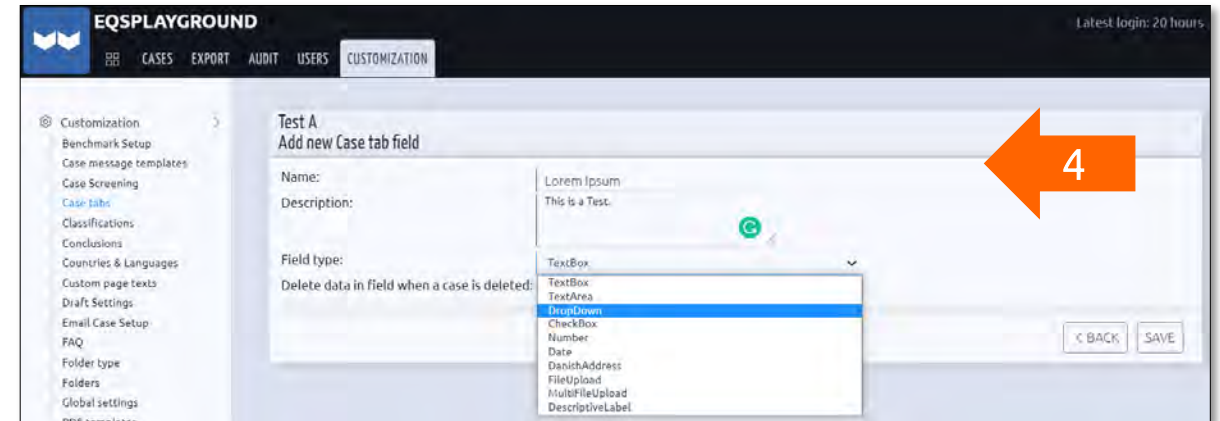 EQSPLAYGROUND
Latest login: 20 hours
CASES EXPORT AUDIT USERS CUSTOMIZATION
Customization
Benchmark Setup
Case message templates
Case Screening
Case tabs
Classifications
Conclusions
Countries & Languages
Custom page texts
Draft Settings
Email Case Setup
FAQ
Folder type
Folders
Global settings
Test A
Add new Case tab field
Name:
Lorem Ipsum
Description:
This is a Test.
Field type:
TextBox
Delete data in field when a case is deleted:
TextBox
TextArea
DropDown
CheckBox
Number
Date
DanishAddress
FileUpload
MultiFileUpload
DescriptiveLabel
< BACK
SAVE
4